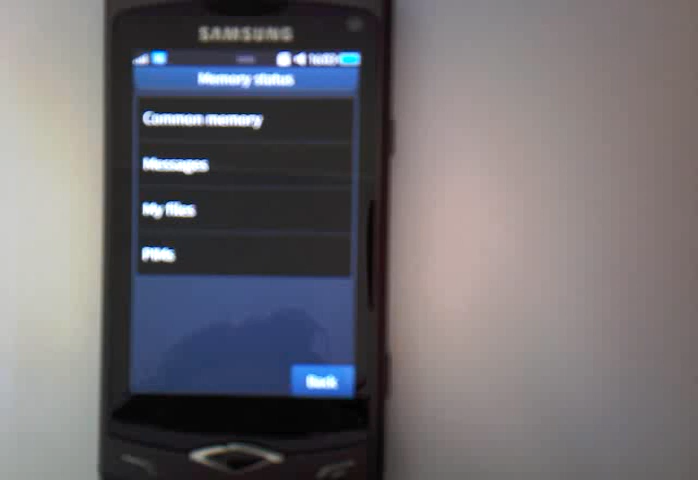 SAMSUNG
Memory status
Common memory
Messages
My files
PIMs
Back